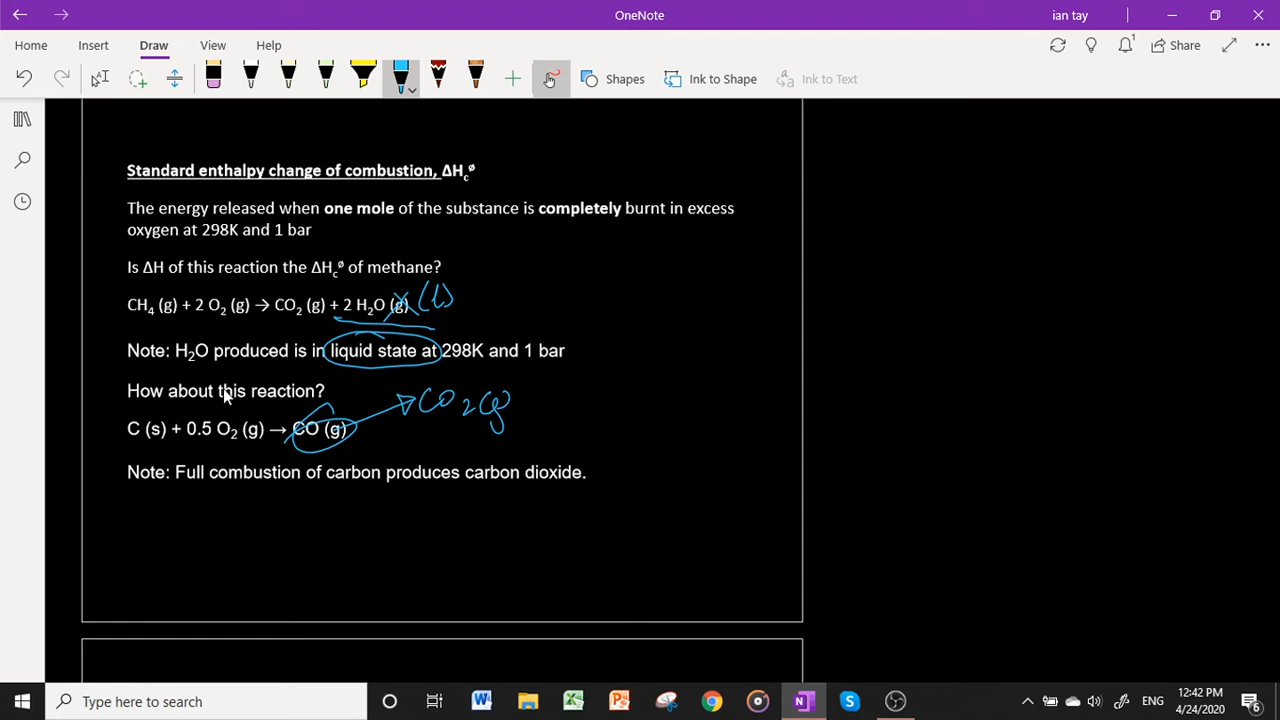 OneNote
ian tay
Home Insert Draw View Help
Share
Shapes Ink to Shape Ink to Text
Standard enthalpy change of combustion, ΔHcᶲ
The energy released when one mole of the substance is completely burnt in excess
oxygen at 298K and 1 bar
Is ΔH of this reaction the ΔHcᶲ of methane?
CH₄ (g) + 2 O₂ (g) → CO₂ (g) + 2 H₂O (g) (l)
Note: H₂O produced is in liquid state at 298K and 1 bar
How about this reaction?
CO₂ (g)
C (s) + 0.5 O₂ (g) → CO (g)
Note: Full combustion of carbon produces carbon dioxide.
Type here to search
ENG
12:42 PM
4/24/2020
6